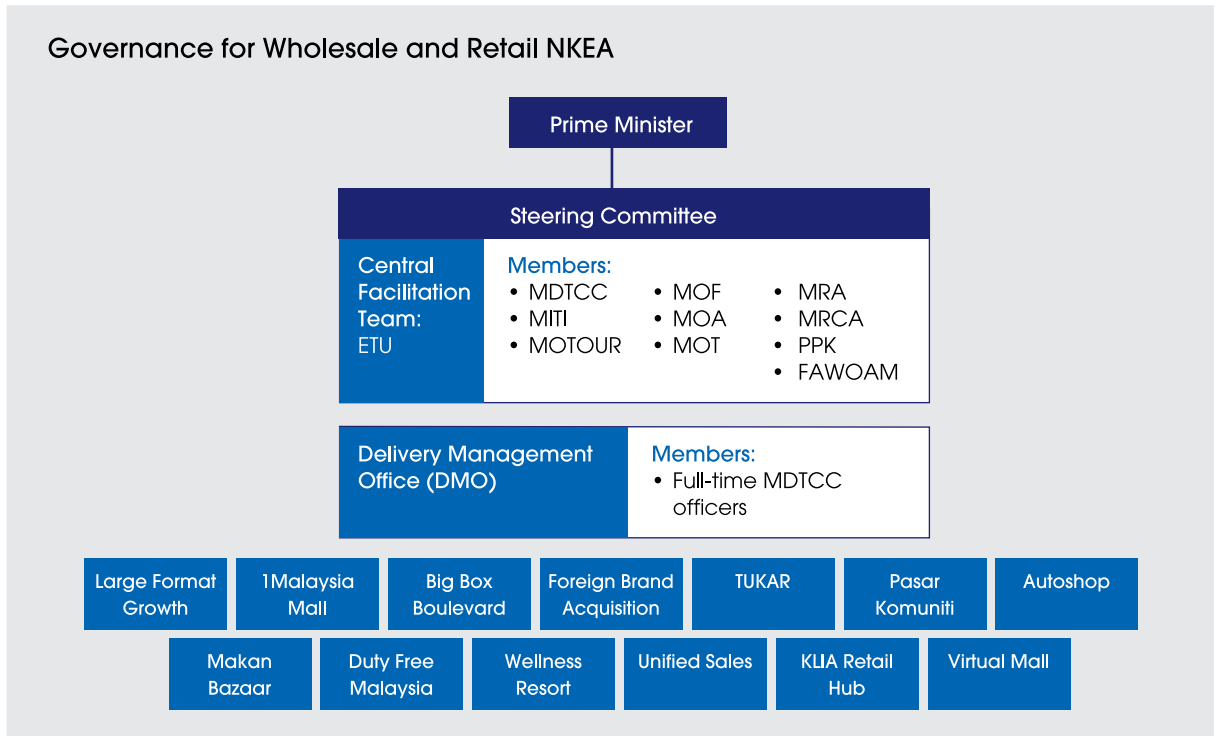 Governance for Wholesale and Retail NKEA
Prime Minister
Steering Committee
Central
Facilitation
Team:
ETU
Members:
• MDTCC
• MITI
• MOTOUR
• MOF
• MOA
• MOT
• MRA
• MRCA
• PPK
• FAWOAM
Delivery Management
Office (DMO)
Members:
• Full-time MDTCC
officers
Large Format
Growth
1Malaysia
Mall
Big Box
Boulevard
Foreign Brand
Acquisition
TUKAR
Pasar
Komuniti
Autoshop
Makan
Bazaar
Duty Free
Malaysia
Wellness
Resort
Unified Sales
KLIA Retail
Hub
Virtual Mall